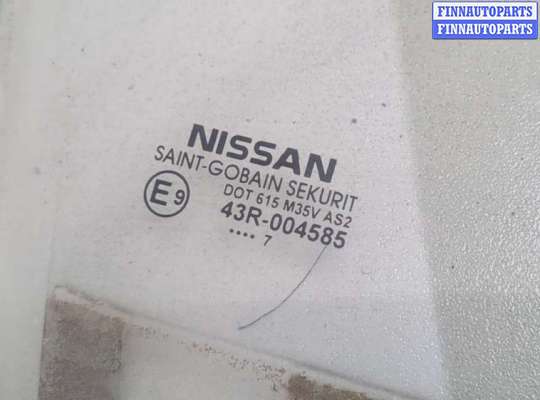 FINNAUTOPARTS
FINNAUTOPARTS
NISSAN
SAINT-GOBAIN SEKURIT
E9
DOT 615 M35V AS2
43R-004585
.... 7